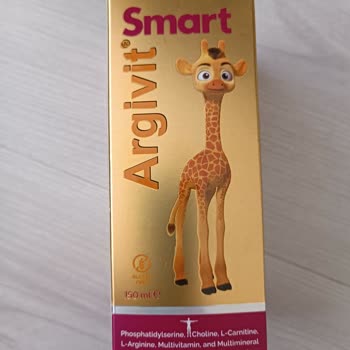 Smart
Argivit®
150 ml e
Phosphatidylserine, Choline, L-Carnitine,
L-Arginine, Multivitamin, and Multimineral